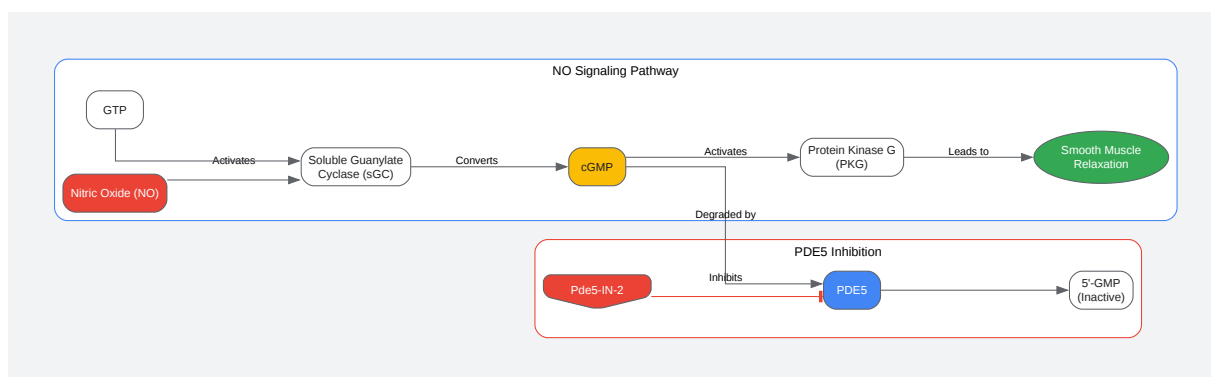 NO Signaling Pathway
GTP
Activates
Nitric Oxide (NO)
Soluble Guanylate
Cyclase (sGC)
Converts
cGMP
Activates
Protein Kinase G
(PKG)
Leads to
Smooth Muscle
Relaxation
Degraded by
PDE5 Inhibition
Pde5-IN-2
Inhibits
PDE5
5'-GMP
(Inactive)